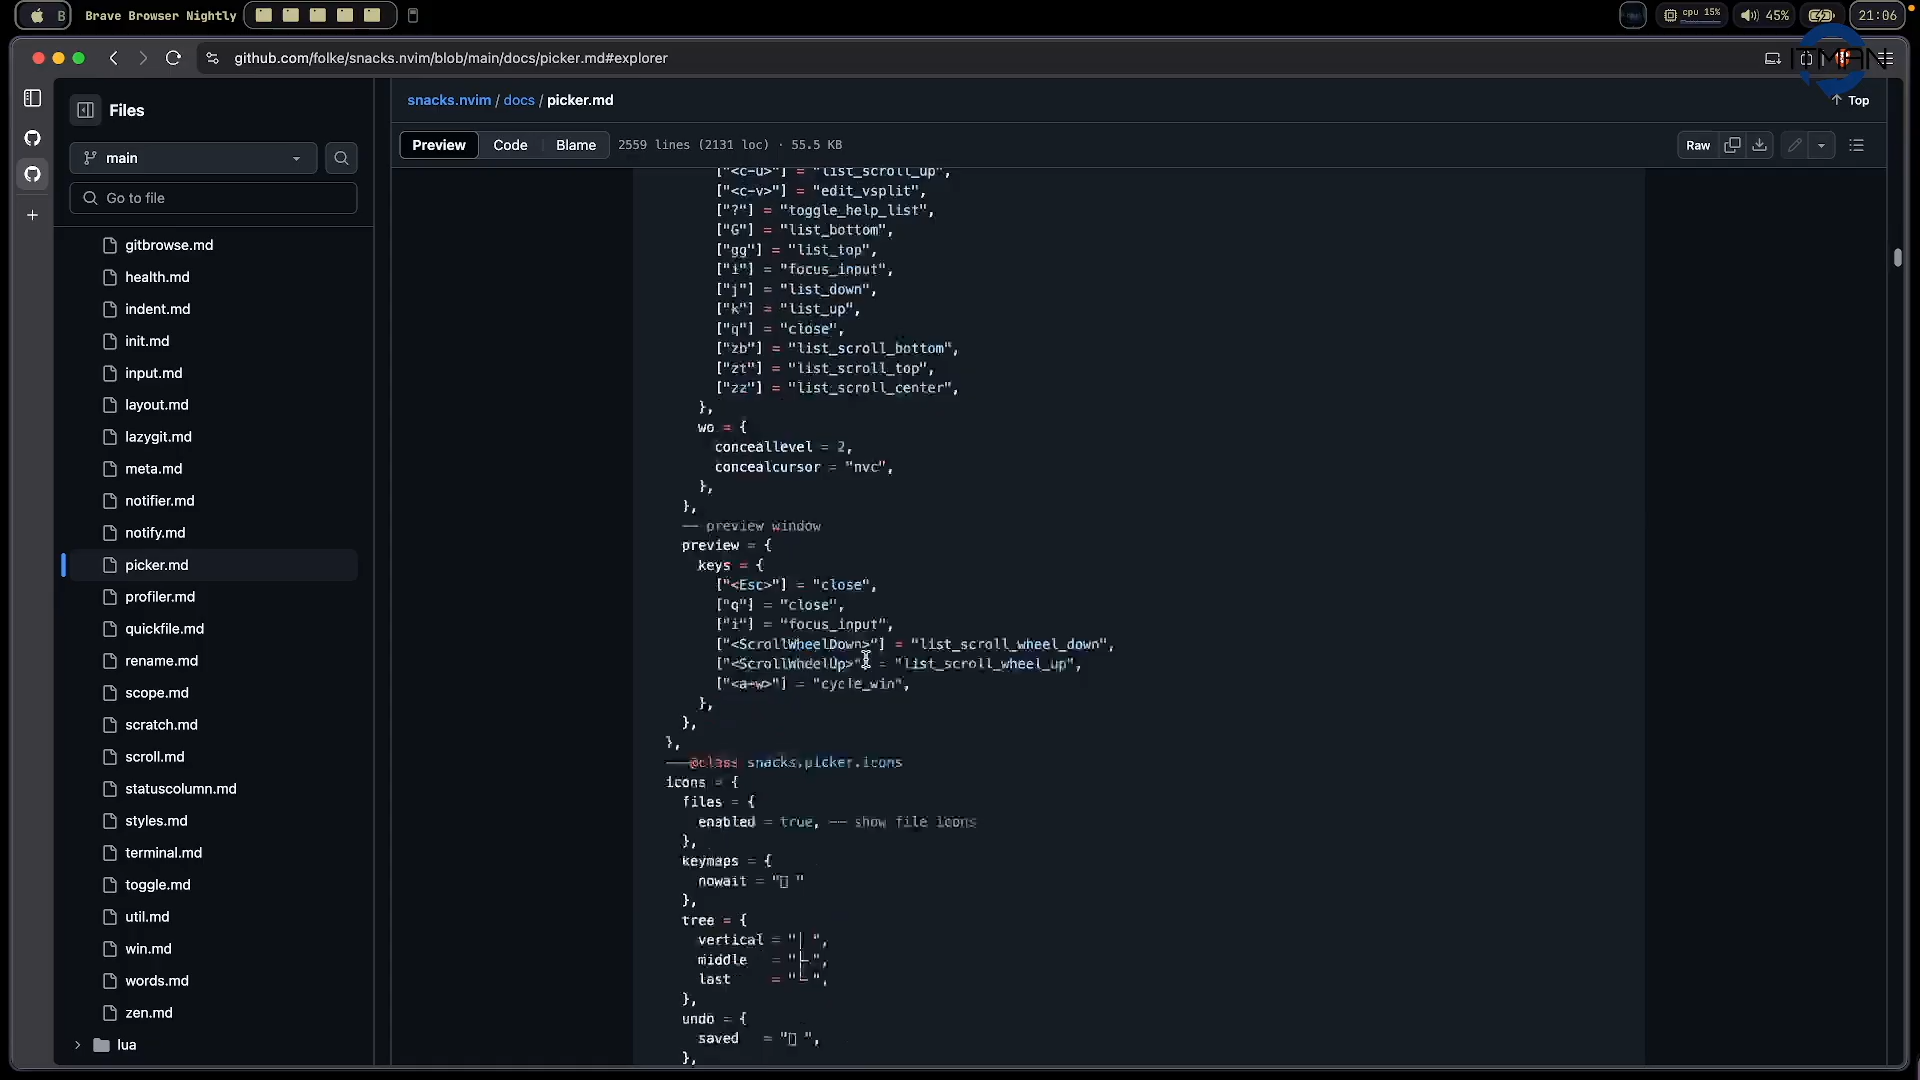 B Brave Browser Nightly
cpu 15%
45%
21:06
github.com/folke/snacks.nvim/blob/main/docs/picker.md#explorer
ITMAN
Files
main
Go to file
gitbrowse.md
health.md
indent.md
init.md
input.md
layout.md
lazygit.md
meta.md
notifier.md
notify.md
picker.md
profiler.md
quickfile.md
rename.md
scope.md
scratch.md
scroll.md
statuscolumn.md
styles.md
terminal.md
toggle.md
util.md
win.md
words.md
zen.md
lua
snacks.nvim / docs / picker.md
Top
Preview Code Blame 2559 lines (2131 loc) · 55.5 KB
Raw
["<c-u>"] = "list_scroll_up",
["<c-v>"] = "edit_vsplit",
["?"] = "toggle_help_list",
["G"] = "list_bottom",
["gg"] = "list_top",
["i"] = "focus_input",
["j"] = "list_down",
["k"] = "list_up",
["q"] = "close",
["zb"] = "list_scroll_bottom",
["zt"] = "list_scroll_top",
["zz"] = "list_scroll_center",
},
wo = {
conceallevel = 2,
concealcursor = "nvc",
},
},
-- preview window
preview = {
keys = {
["<Esc>"] = "close",
["q"] = "close",
["i"] = "focus_input",
["<ScrollWheelDown>"] = "list_scroll_wheel_down",
["<ScrollWheelUp>"] = "list_scroll_wheel_up",
["<a-w>"] = "cycle_win",
},
},
},
---@class snacks.picker.icons
icons = {
files = {
enabled = true, -- show file icons
},
keymaps = {
nowait = "󰓅 "
},
tree = {
vertical = "│ ",
middle = "├╴",
last = "└╴",
},
undo = {
saved = " ",
},